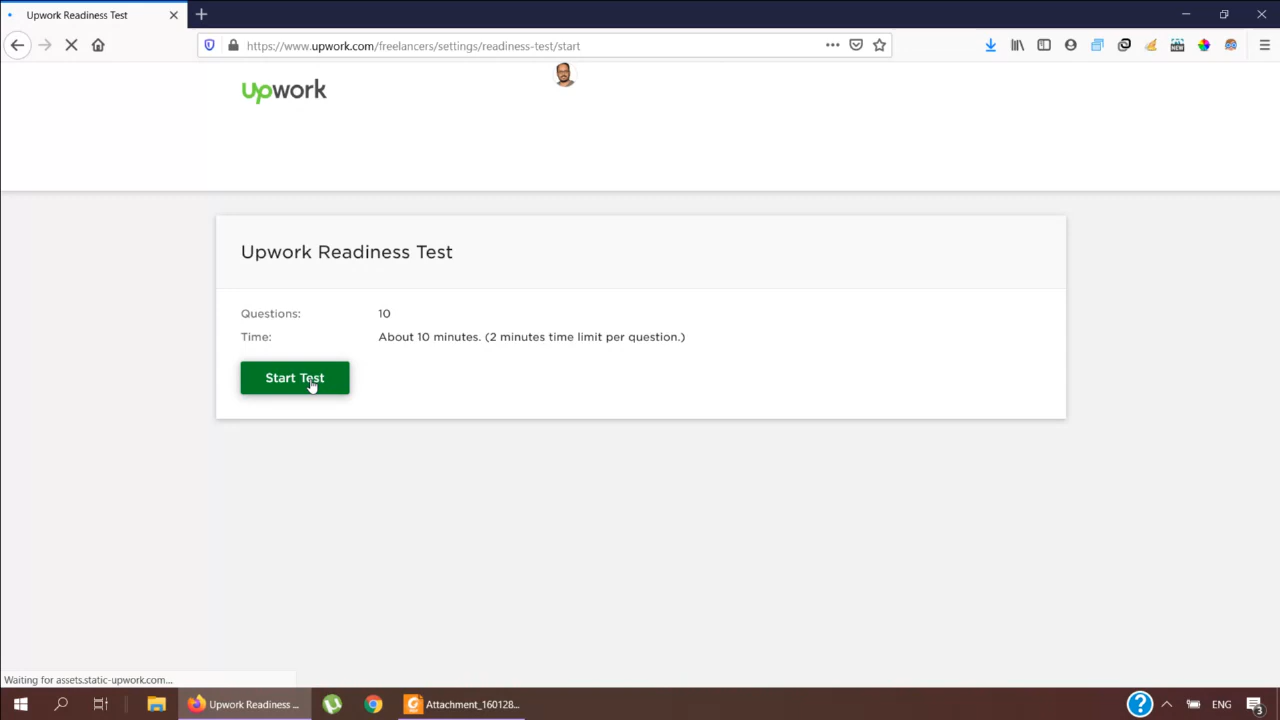 Upwork Readiness Test
https://www.upwork.com/freelancers/settings/readiness-test/start
Upwork
Upwork Readiness Test
Questions: 10
Time: About 10 minutes. (2 minutes time limit per question.)
Start Test
Waiting for assets.static-upwork.com...
Upwork Readiness ...
Attachment_160128...
ENG
3